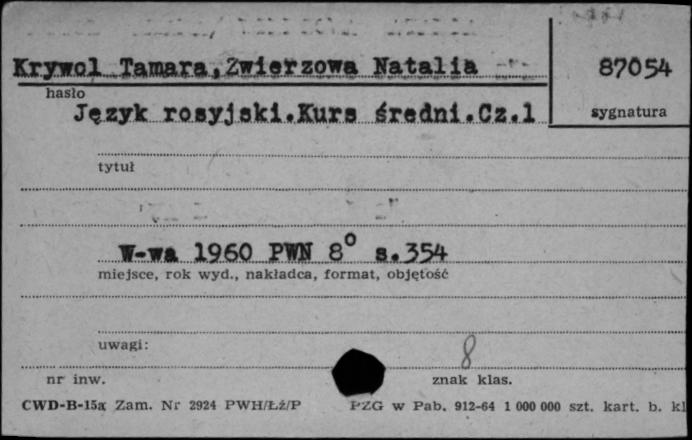 Krywol Tamara, Zwierzowa Natalia
87054
hasło
sygnatura
Język rosyjski. Kurs średni. Cz. 1
tytuł
W-wa 1960 PWN 8° s. 354
miejsce, rok wyd., nakładca, format, objętość
uwagi:
8
nr inw.
znak klas.
CWD-B-15a Zam. Nr 2924 PWH/Łź/P PZG w Pab. 912-64 1 000 000 szt. kart. b. kl